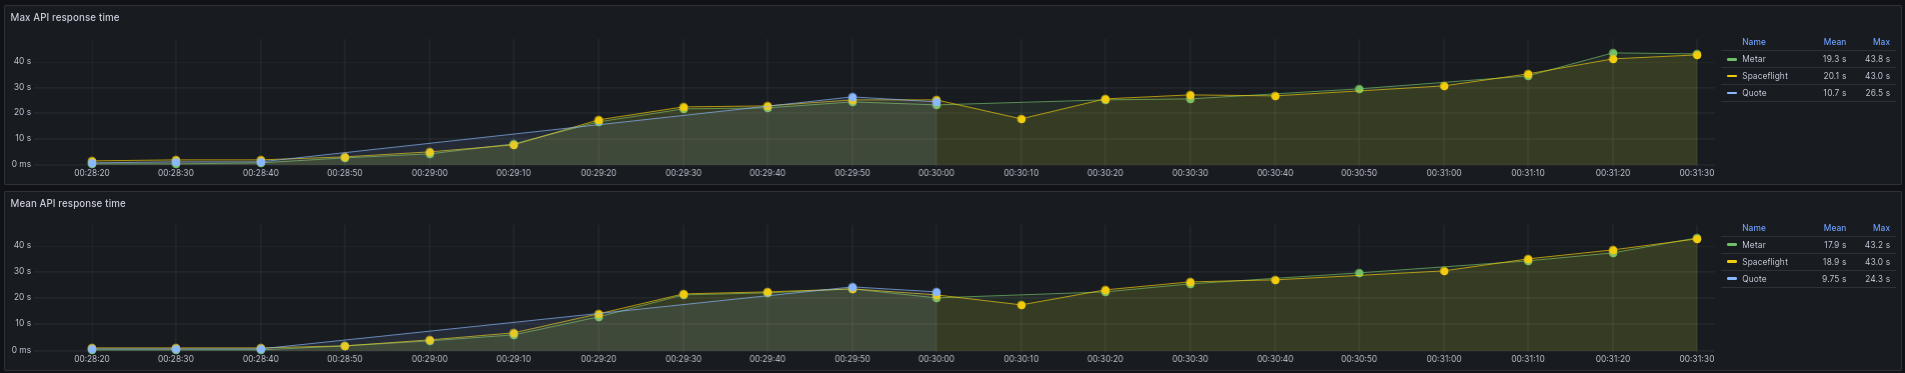 Max API response time
40 s
30 s
20 s
10 s
0 ms
00:28:20 00:28:30 00:28:40 00:28:50 00:29:00 00:29:10 00:29:20 00:29:30 00:29:40 00:29:50 00:30:00 00:30:10 00:30:20 00:30:30 00:30:40 00:30:50 00:31:00 00:31:10 00:31:20 00:31:30
Name Mean Max
Metar 19.3 s 43.8 s
Spaceflight 20.1 s 43.0 s
Quote 10.7 s 26.5 s
Mean API response time
40 s
30 s
20 s
10 s
0 ms
00:28:20 00:28:30 00:28:40 00:28:50 00:29:00 00:29:10 00:29:20 00:29:30 00:29:40 00:29:50 00:30:00 00:30:10 00:30:20 00:30:30 00:30:40 00:30:50 00:31:00 00:31:10 00:31:20 00:31:30
Name Mean Max
Metar 17.9 s 43.2 s
Spaceflight 18.9 s 43.0 s
Quote 9.75 s 24.3 s